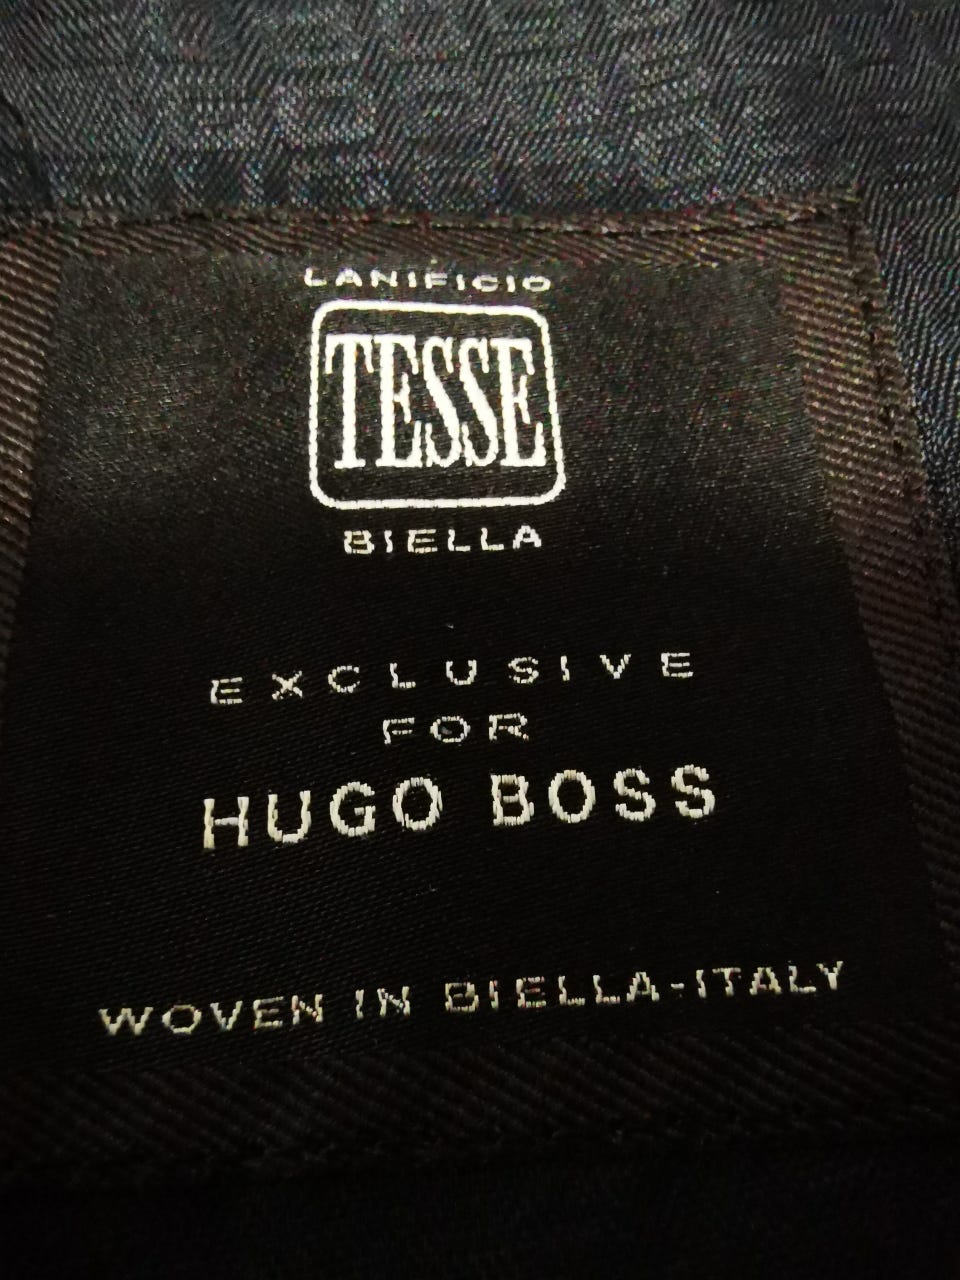 LANIFICIO
TESSE
BIELLA
EXCLUSIVE
FOR
HUGO BOSS
WOVEN IN BIELLA-ITALY